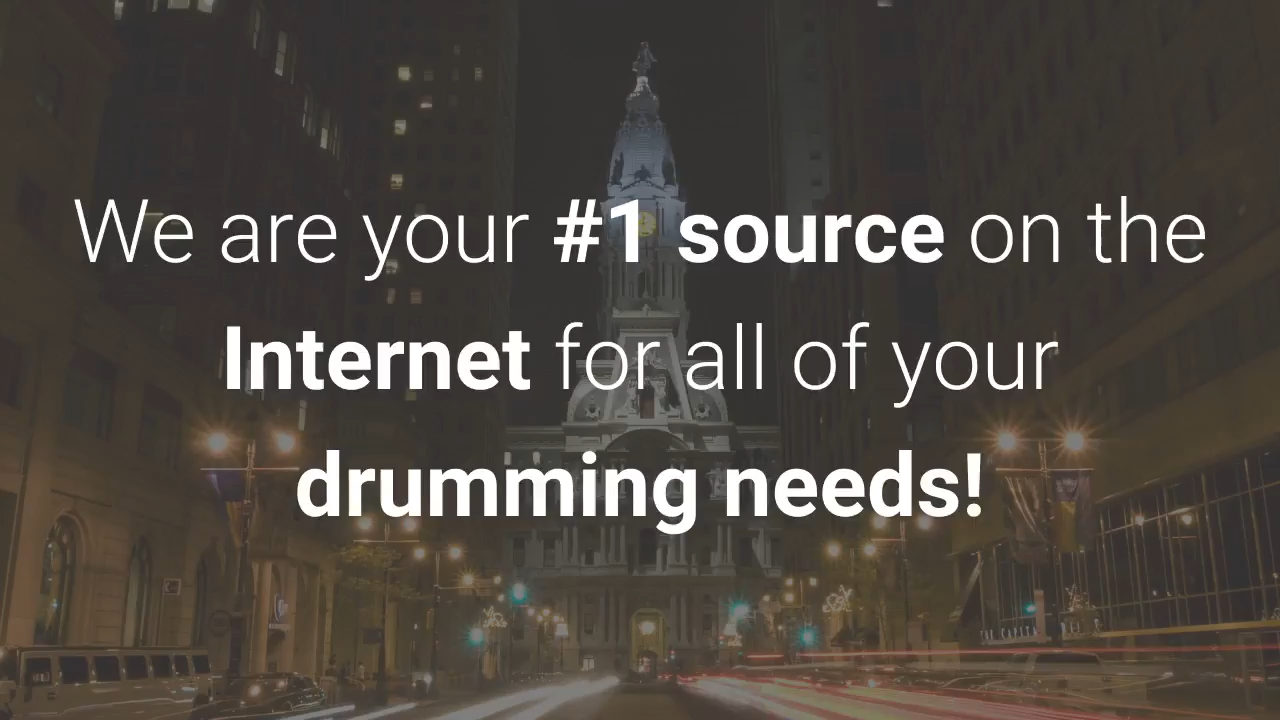 We are your #1 source on the
Internet for all of your
drumming needs!